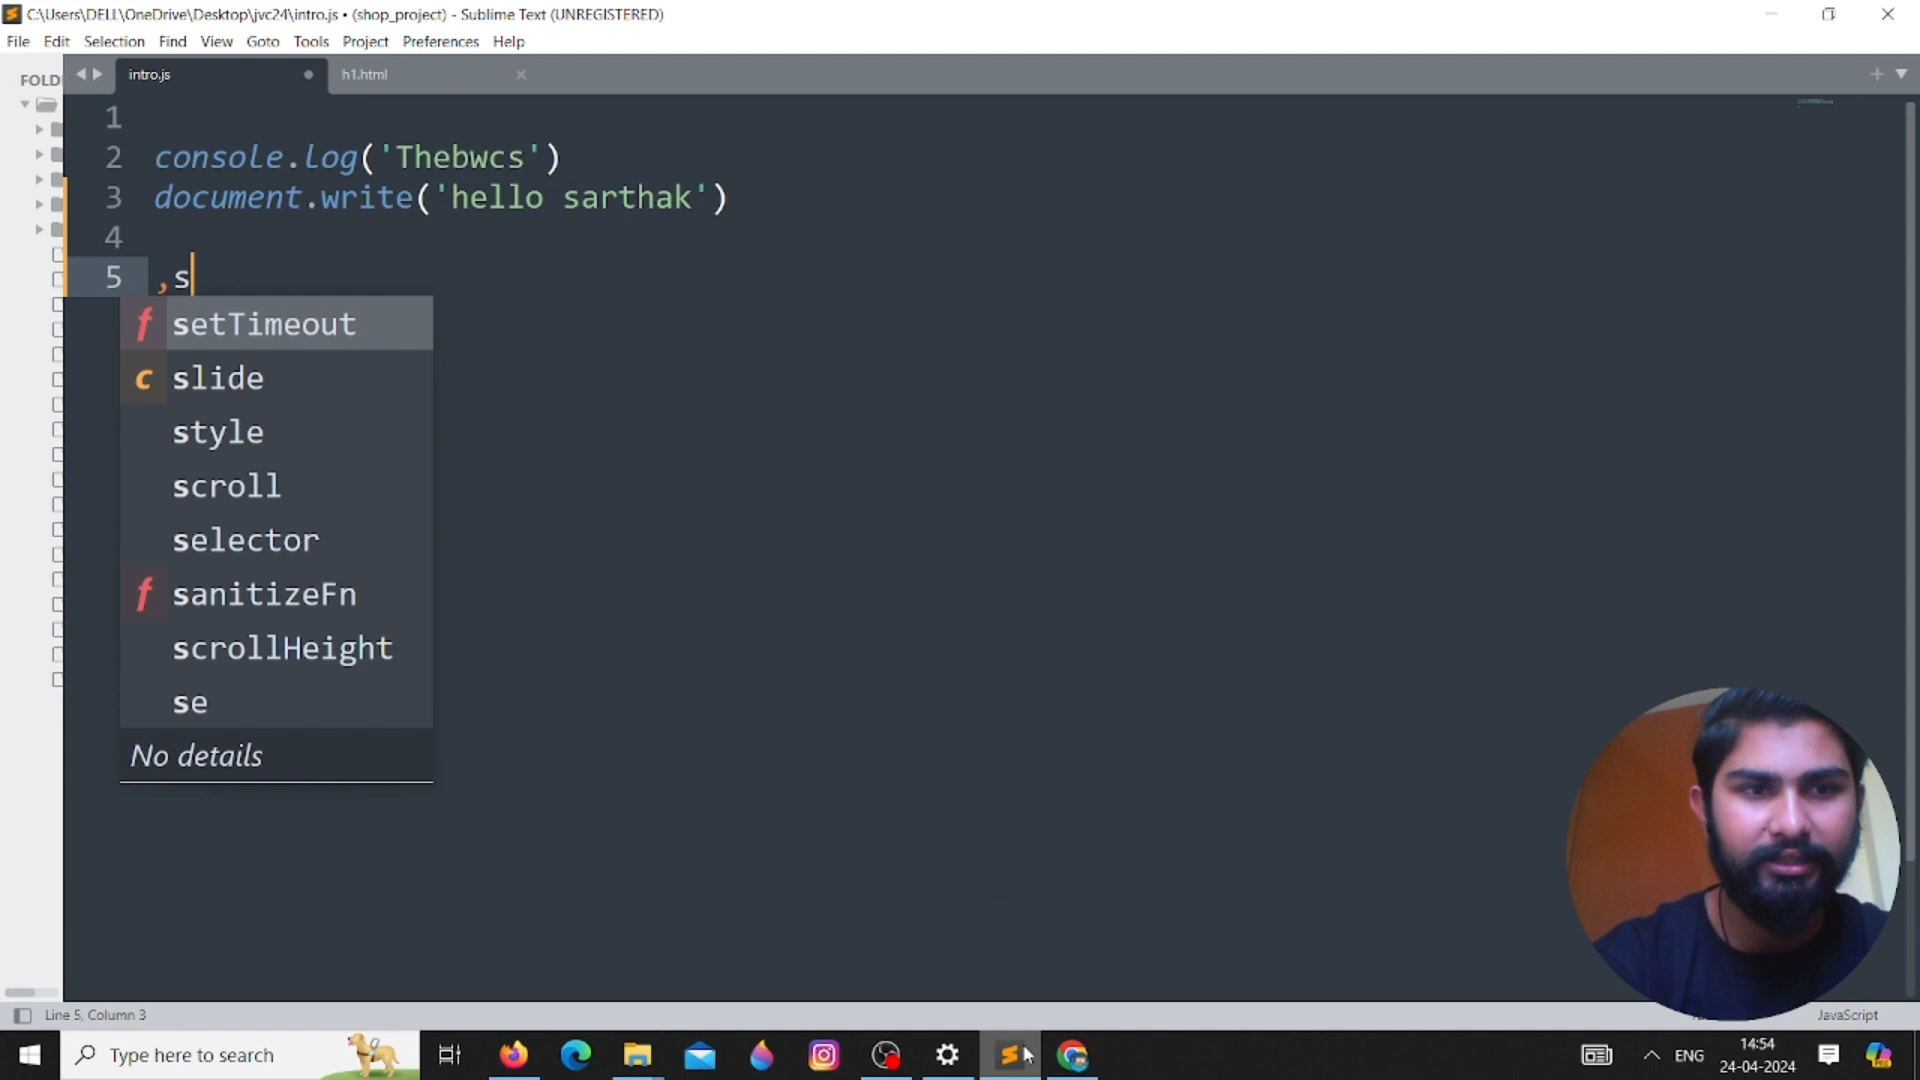 C:\Users\DELL\OneDrive\Desktop\jvc24\intro.js • (shop_project) - Sublime Text (UNREGISTERED)
File Edit Selection Find View Goto Tools Project Preferences Help
FOLD
intro.js
h1.html
1
2 console.log('Thebwcs')
3 document.write('hello sarthak')
4
5 ,s
f setTimeout
c slide
style
scroll
selector
f sanitizeFn
scrollHeight
se
No details
Line 5, Column 3
JavaScript
Type here to search
ENG
14:54
24-04-2024